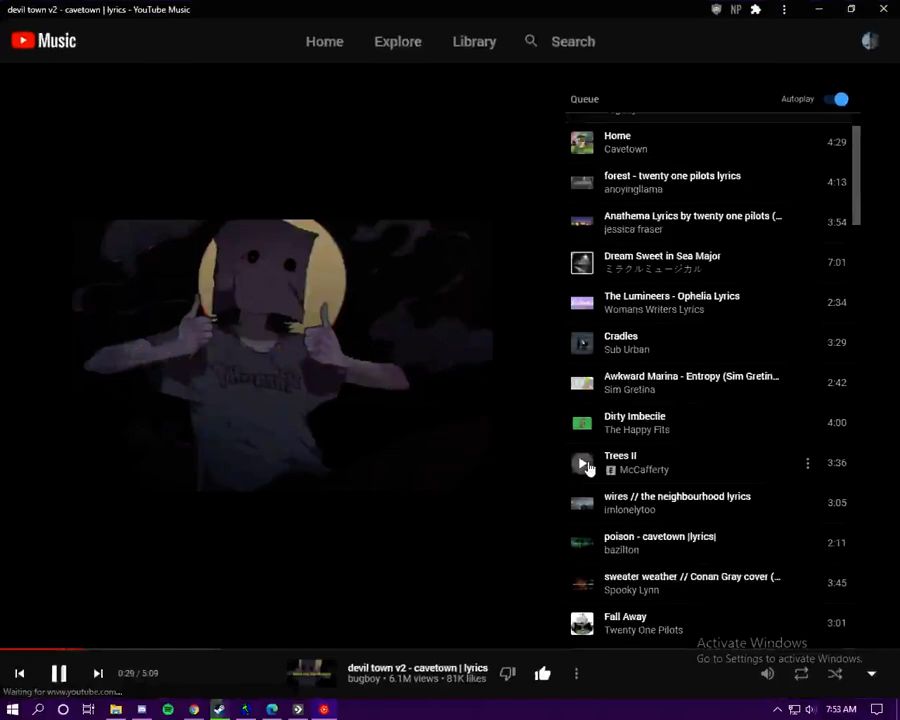 devil town v2 - cavetown | lyrics - YouTube Music
NP
Music
Home
Explore
Library
Search
Queue
Autoplay
Home
Cavetown
4:29
forest - twenty one pilots lyrics
anoyingllama
4:13
Anathema Lyrics by twenty one pilots (...
jessica fraser
3:54
Dream Sweet in Sea Major
ミラクルミュージカル
7:01
The Lumineers - Ophelia Lyrics
Womans Writers Lyrics
2:34
Cradles
Sub Urban
3:29
Awkward Marina - Entropy (Sim Gretin...
Sim Gretina
2:42
Dirty Imbecile
The Happy Fits
4:00
Trees II
E McCafferty
3:36
wires // the neighbourhood lyrics
imlonelytoo
3:05
poison - cavetown |lyrics|
bazilton
2:11
sweater weather // Conan Gray cover (...
Spooky Lynn
3:45
Fall Away
Twenty One Pilots
3:01
Activate Windows
Go to Settings to activate Windows.
0:29 / 5:09
devil town v2 - cavetown | lyrics
bugboy • 6.1M views • 81K likes
Waiting for www.youtube.com...
7:53 AM